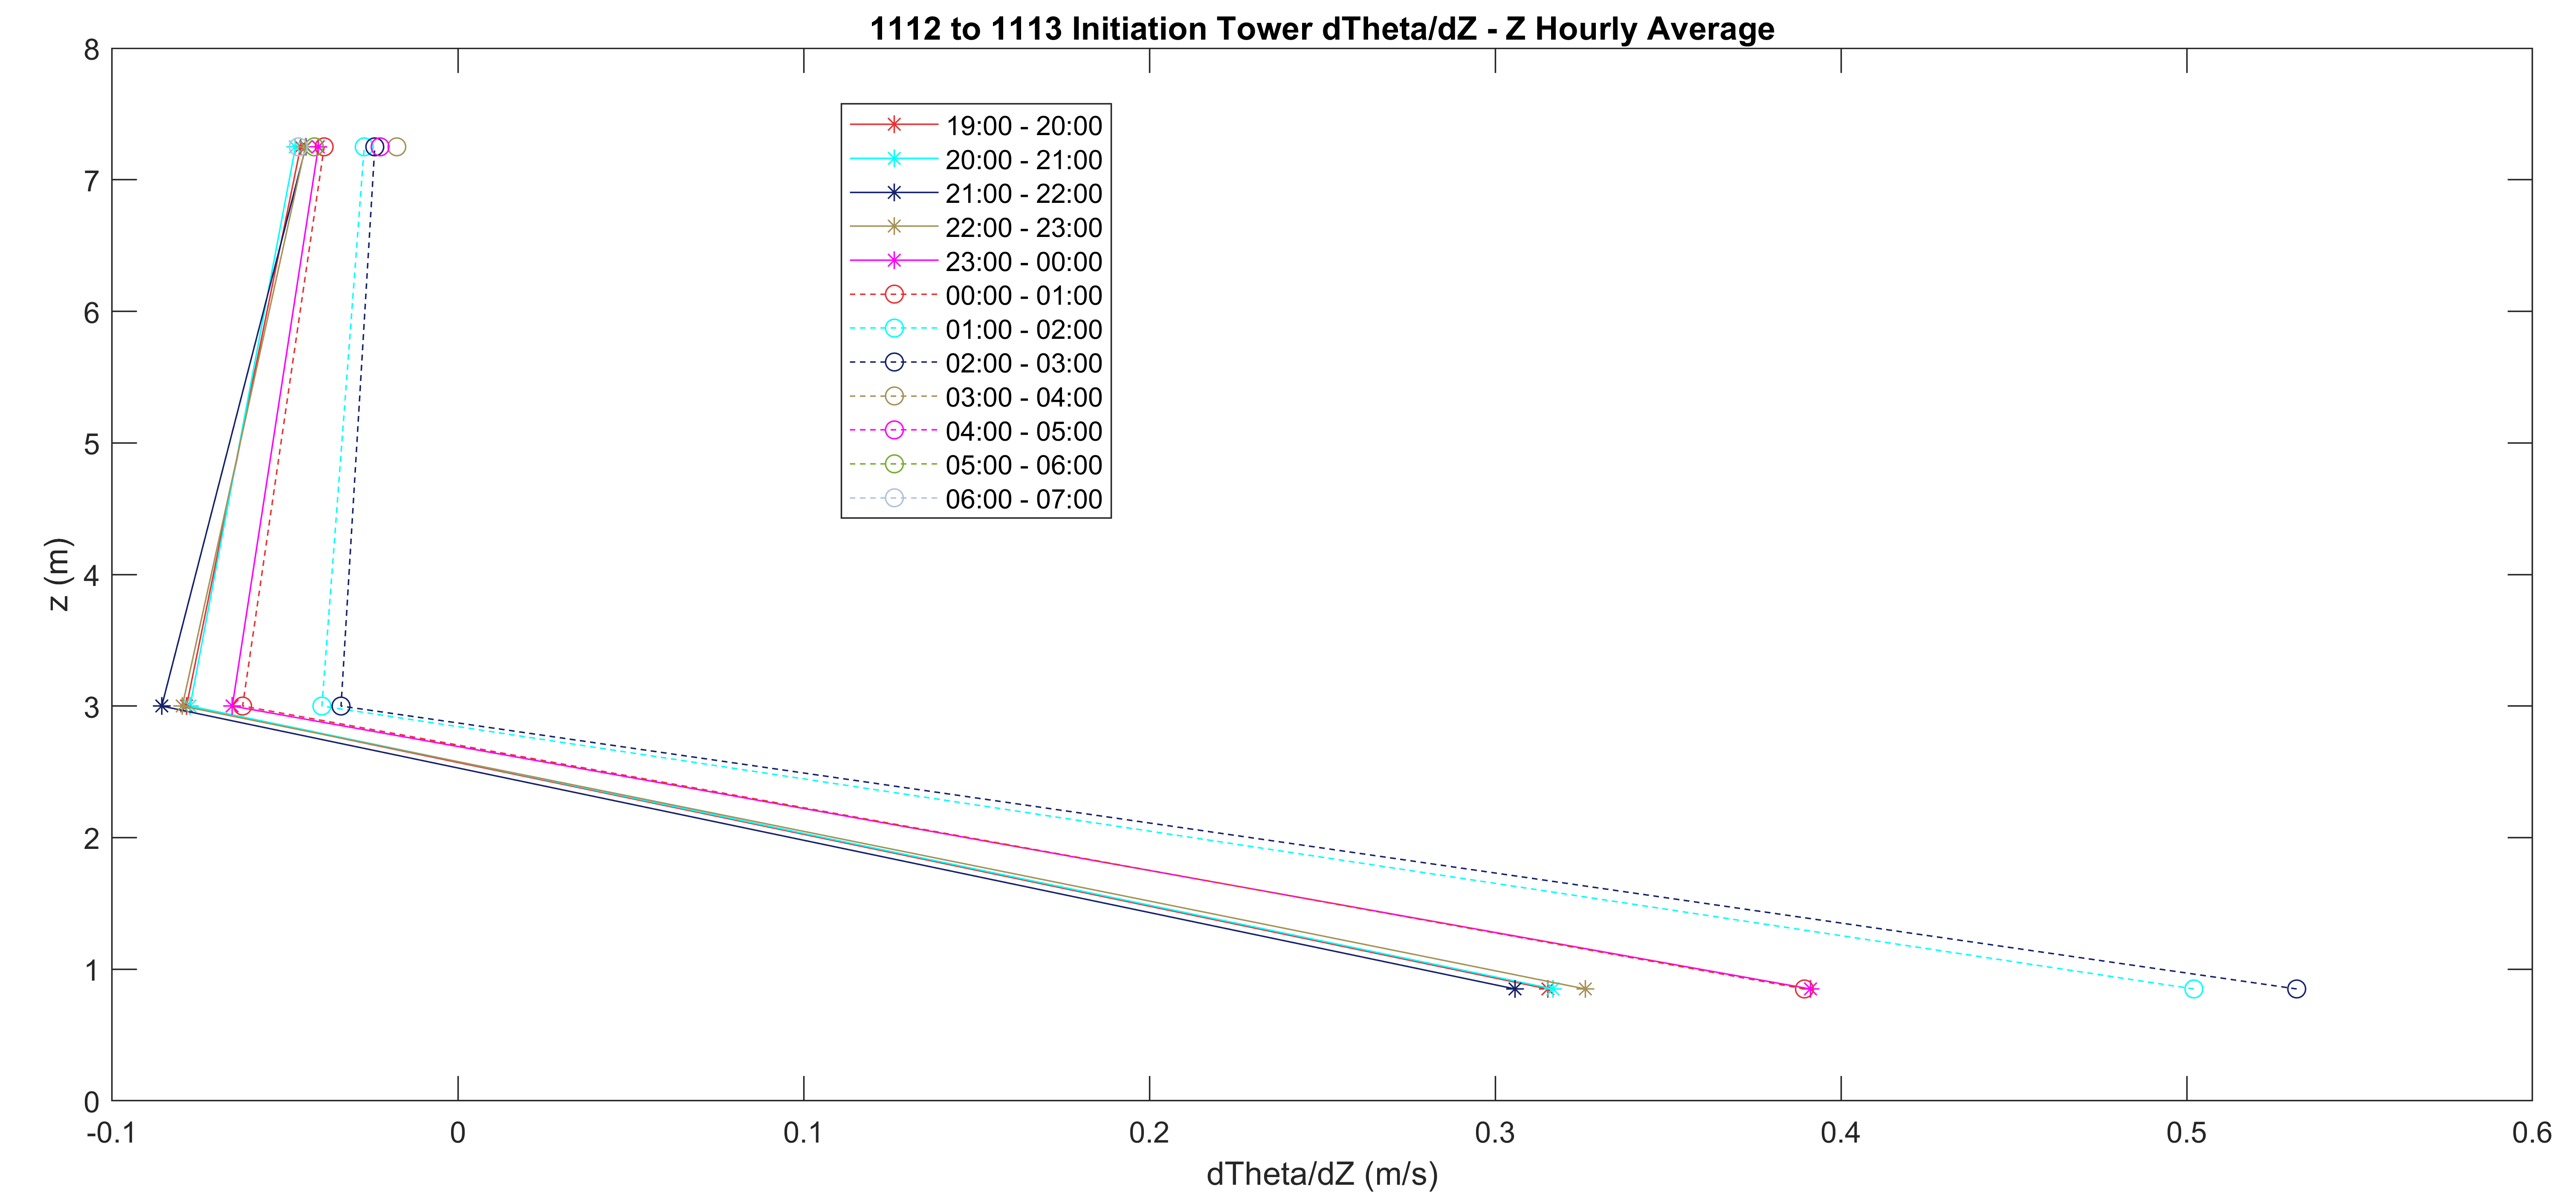 1112 to 1113 Initiation Tower dTheta/dZ - Z Hourly Average
8
7
6
5
4
3
2
1
0
z (m)
19:00 - 20:00
20:00 - 21:00
21:00 - 22:00
22:00 - 23:00
23:00 - 00:00
00:00 - 01:00
01:00 - 02:00
02:00 - 03:00
03:00 - 04:00
04:00 - 05:00
05:00 - 06:00
06:00 - 07:00
-0.1 0 0.1 0.2 0.3 0.4 0.5 0.6
dTheta/dZ (m/s)